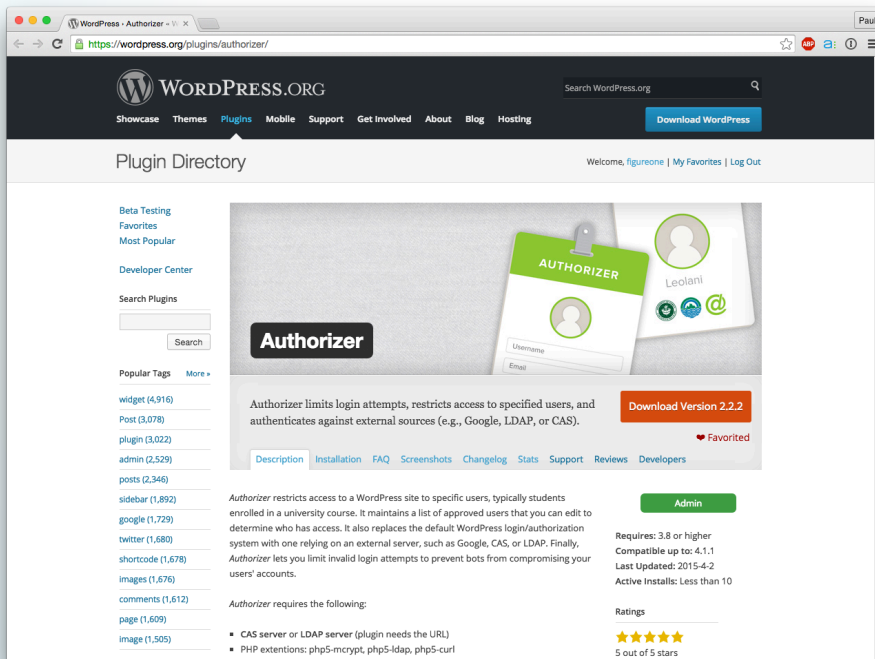 WordPress › Authorizer «
Paul
https://wordpress.org/plugins/authorizer/
ABP
WORDPRESS.ORG
Search WordPress.org
Showcase Themes Plugins Mobile Support Get Involved About Blog Hosting
Download WordPress
Plugin Directory
Welcome, figureone | My Favorites | Log Out
Beta Testing
Favorites
Most Popular
Developer Center
Search Plugins
Search
Popular Tags More »
widget (4,916)
Post (3,078)
plugin (3,022)
admin (2,529)
posts (2,346)
sidebar (1,892)
google (1,729)
twitter (1,680)
shortcode (1,678)
images (1,676)
comments (1,612)
page (1,609)
image (1,505)
AUTHORIZER
Username
Email
Leolani
Authorizer
Authorizer limits login attempts, restricts access to specified users, and
authenticates against external sources (e.g., Google, LDAP, or CAS).
Download Version 2.2.2
Favorited
Description Installation FAQ Screenshots Changelog Stats Support Reviews Developers
Authorizer restricts access to a WordPress site to specific users, typically students
enrolled in a university course. It maintains a list of approved users that you can edit to
determine who has access. It also replaces the default WordPress login/authorization
system with one relying on an external server, such as Google, CAS, or LDAP. Finally,
Authorizer lets you limit invalid login attempts to prevent bots from compromising your
users' accounts.
Authorizer requires the following:
▪ CAS server or LDAP server (plugin needs the URL)
▪ PHP extentions: php5-mcrypt, php5-ldap, php5-curl
Admin
Requires: 3.8 or higher
Compatible up to: 4.1.1
Last Updated: 2015-4-2
Active Installs: Less than 10
Ratings
5 out of 5 stars